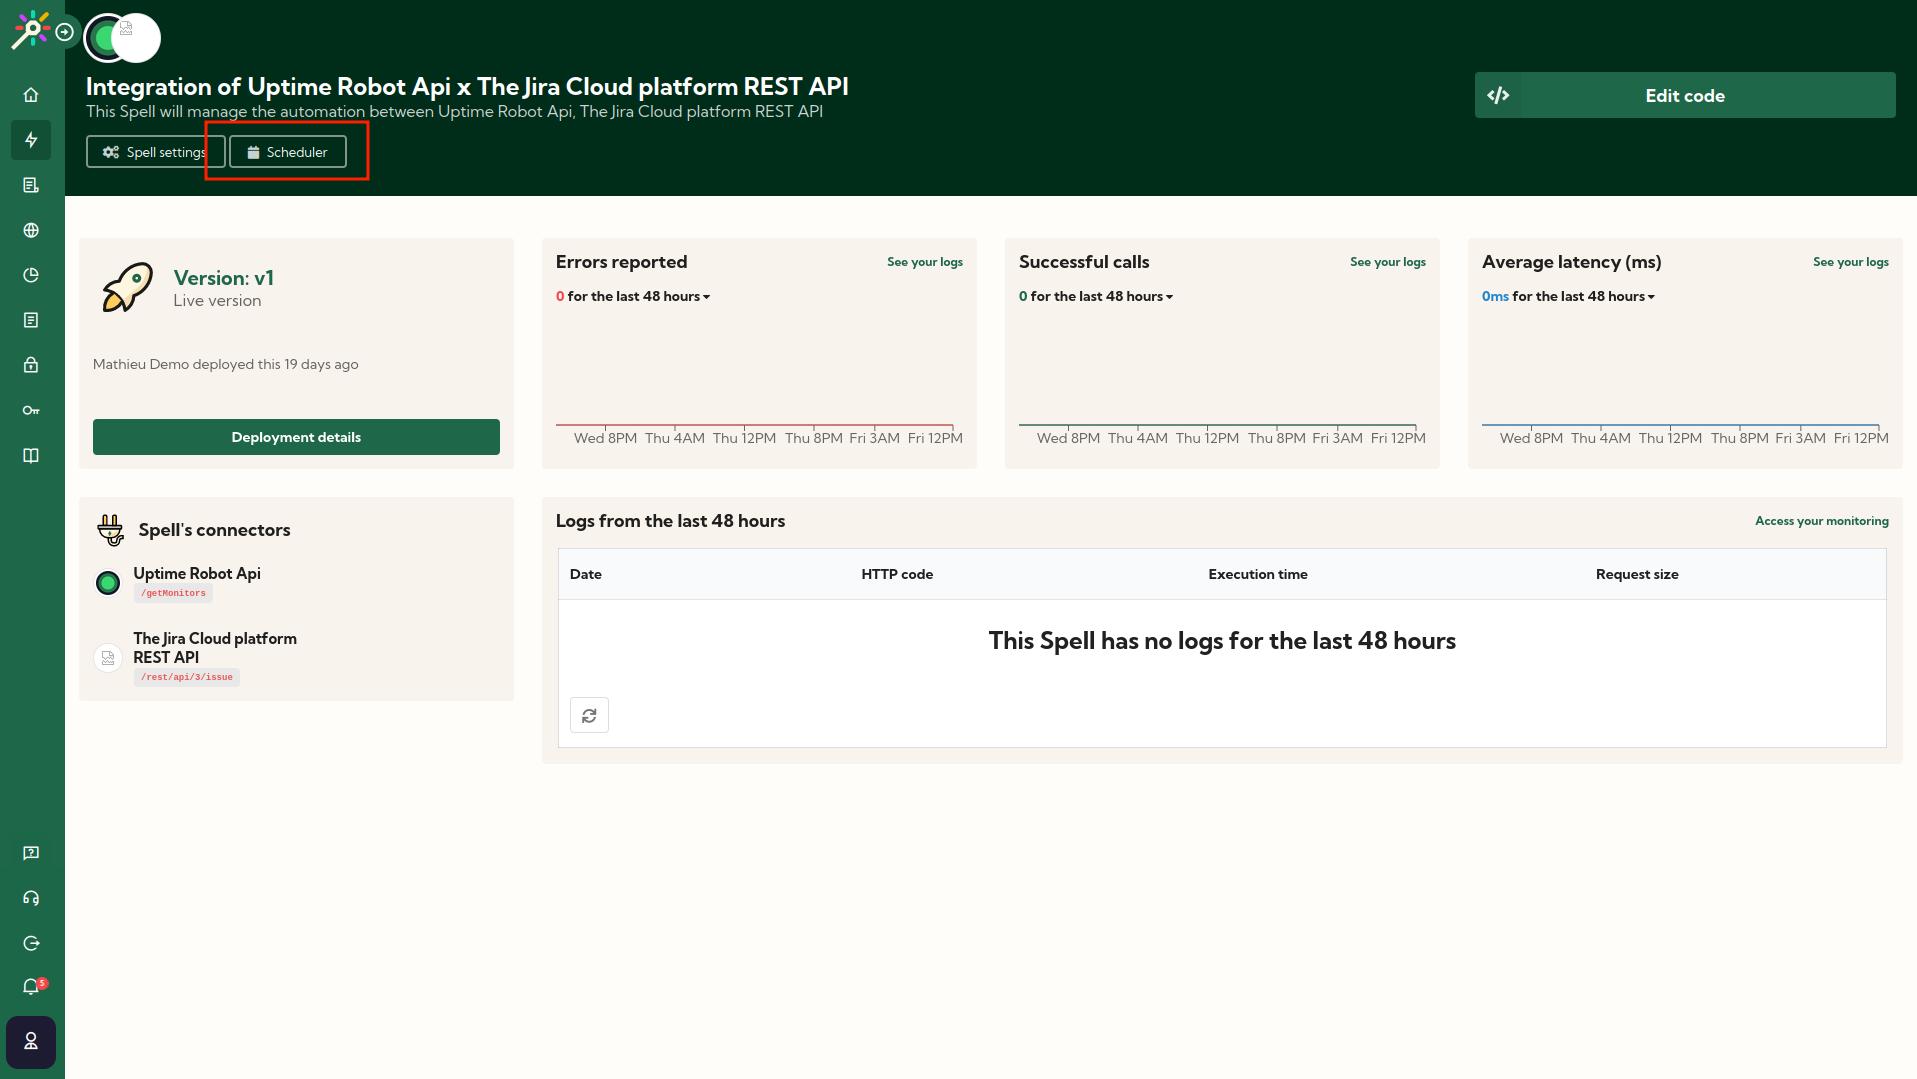 Integration of Uptime Robot Api x The Jira Cloud platform REST API
This Spell will manage the automation between Uptime Robot Api, The Jira Cloud platform REST API
Edit code
Spell settings
Scheduler
Version: v1
Live version
Mathieu Demo deployed this 19 days ago
Deployment details
Errors reported
See your logs
0 for the last 48 hours
Wed 8PM Thu 4AM Thu 12PM Thu 8PM Fri 3AM Fri 12PM
Successful calls
See your logs
0 for the last 48 hours
Wed 8PM Thu 4AM Thu 12PM Thu 8PM Fri 3AM Fri 12PM
Average latency (ms)
See your logs
0ms for the last 48 hours
Wed 8PM Thu 4AM Thu 12PM Thu 8PM Fri 3AM Fri 12PM
Spell's connectors
Uptime Robot Api
/getMonitors
The Jira Cloud platform
REST API
/rest/api/3/issue
Logs from the last 48 hours
Access your monitoring
Date HTTP code Execution time Request size
This Spell has no logs for the last 48 hours
5